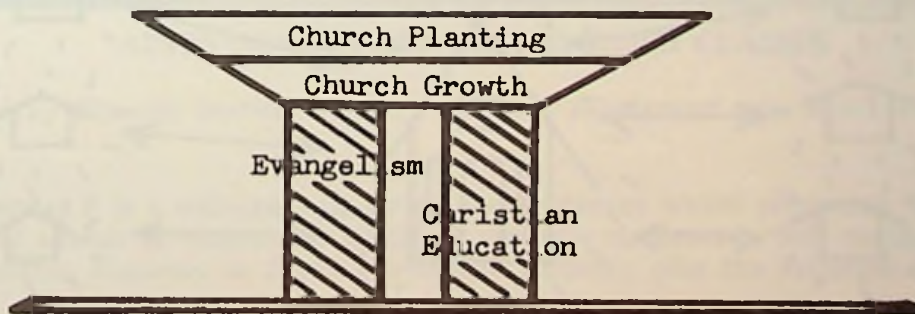 Church Planting
Church Growth
Evangelism
Christian
Education